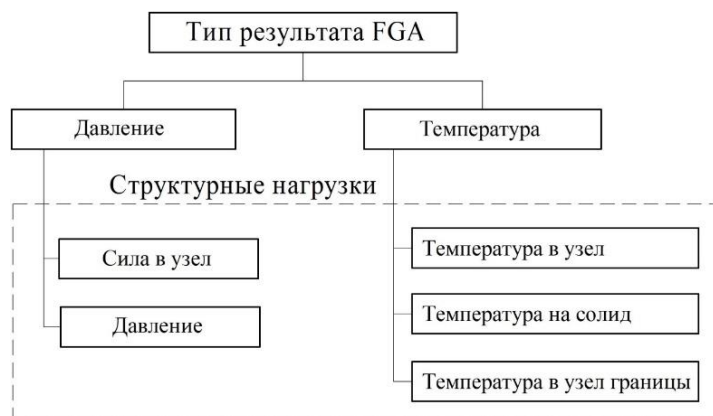 Тип результата FGA
Давление
Температура
Структурные нагрузки
Сила в узел
Давление
Температура в узел
Температура на солид
Температура в узел границы